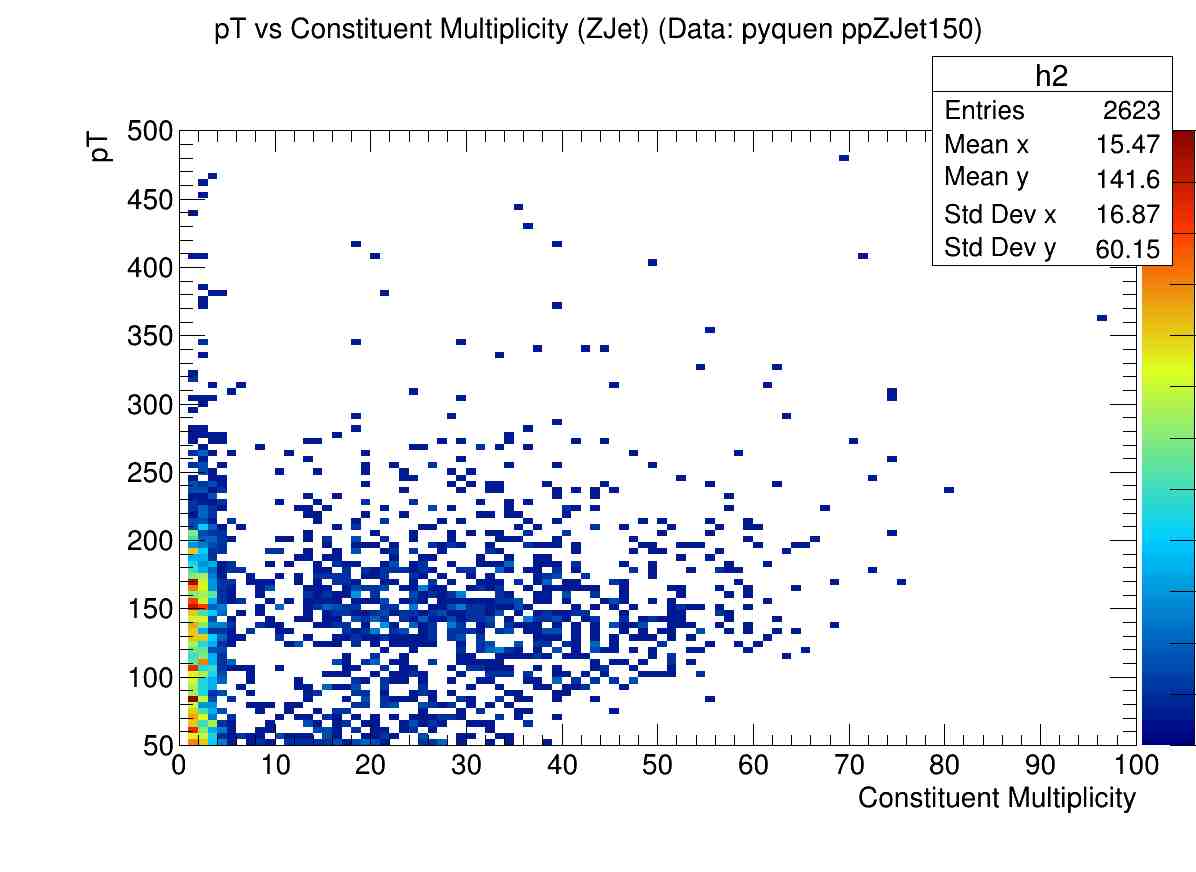 pT vs Constituent Multiplicity (ZJet) (Data: pyquen ppZJet150)
h2
Entries 2623
Mean x 15.47
Mean y 141.6
Std Dev x 16.87
Std Dev y 60.15
pT
500
450
400
350
300
250
200
150
100
50
0 10 20 30 40 50 60 70 80 90 100
Constituent Multiplicity